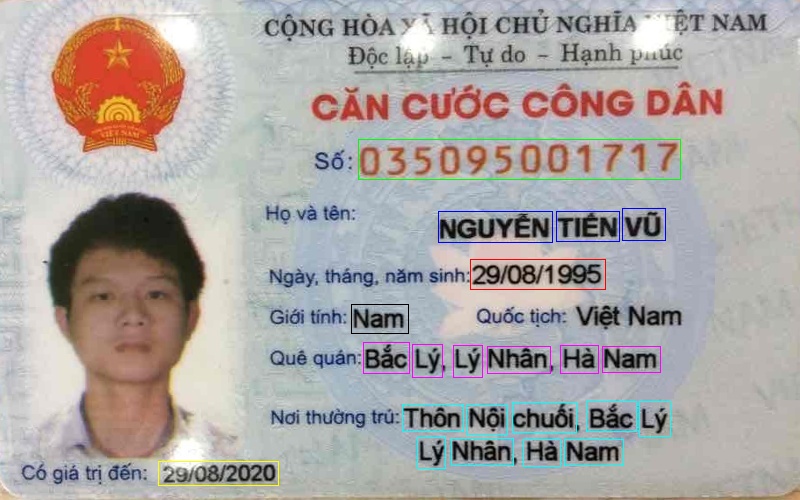 CỘNG HÒA XÃ HỘI CHỦ NGHĨA VIỆT NAM
Độc lập - Tự do - Hạnh phúc
CĂN CƯỚC CÔNG DÂN
Số: 035095001717
Họ và tên: NGUYỄN TIẾN VŨ
Ngày, tháng, năm sinh: 29/08/1995
Giới tính: Nam Quốc tịch: Việt Nam
Quê quán: Bắc Lý, Lý Nhân, Hà Nam
Nơi thường trú: Thôn Nội chuối, Bắc Lý
Lý Nhân, Hà Nam
Có giá trị đến: 29/08/2020